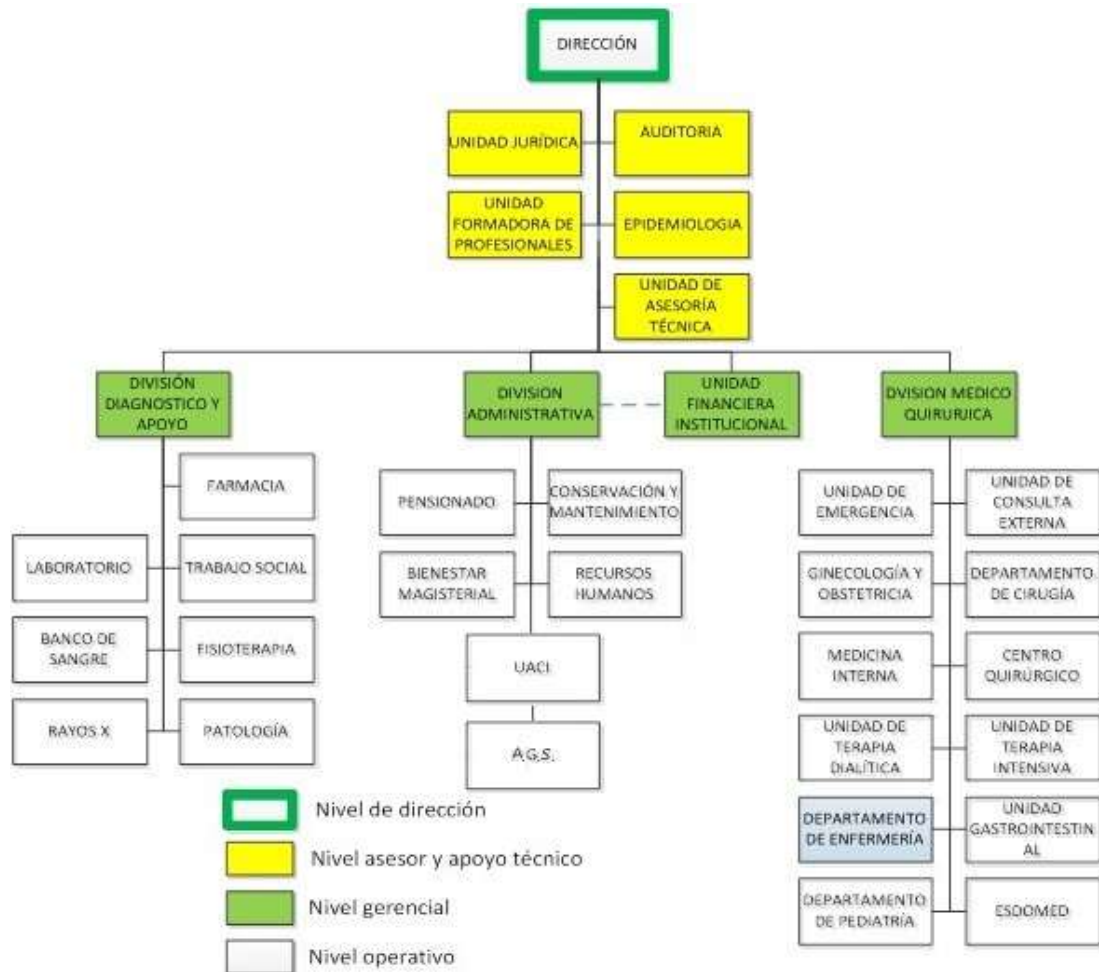 DIRECCIÓN
UNIDAD JURÍDICA
AUDITORIA
UNIDAD
FORMADORA DE
PROFESIONALES
EPIDEMIOLOGIA
UNIDAD DE
ASESORÍA
TÉCNICA
DIVISIÓN
DIAGNOSTICO Y
APOYO
DIVISION
ADMINISTRATIVA
UNIDAD
FINANCIERA
INSTITUCIONAL
DVISION MEDICO
QUIRURJICA
FARMACIA
LABORATORIO
TRABAJO SOCIAL
BANCO DE
SANGRE
FISIOTERAPIA
RAYOS X
PATOLOGÍA
PENSIONADO
CONSERVACIÓN Y
MANTENIMIENTO
BIENESTAR
MAGISTERIAL
RECURSOS
HUMANOS
UACI
A.G.S.
UNIDAD DE
EMERGENCIA
UNIDAD DE
CONSULTA
EXTERNA
GINECOLOGÍA Y
OBSTETRICIA
DEPARTAMENTO
DE CIRUGÍA
MEDICINA
INTERNA
CENTRO
QUIRÚRGICO
UNIDAD DE
TERAPIA
DIALÍTICA
UNIDAD DE
TERAPIA
INTENSIVA
DEPARTAMENTO
DE ENFERMERÍA
UNIDAD
GASTROINTESTIN
AL
DEPARTAMENTO
DE PEDIATRÍA
ESDOMED
Nivel de dirección
Nivel asesor y apoyo técnico
Nivel gerencial
Nivel operativo